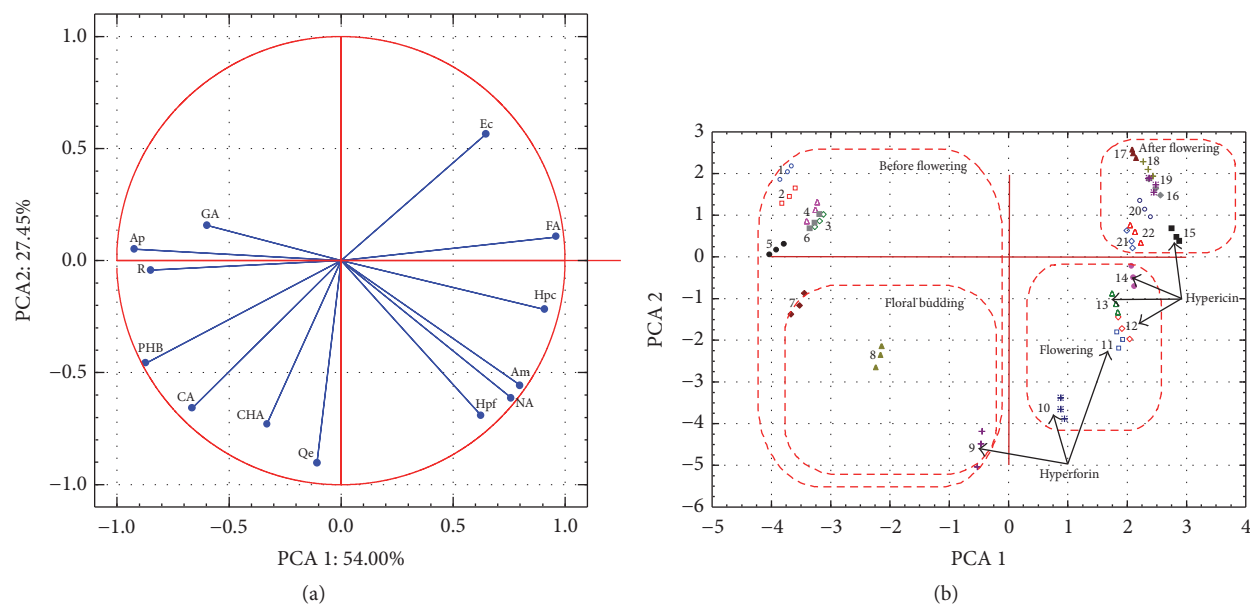 1.0
0.5
0.0
−0.5
−1.0
PCA2: 27.45%
Ec
GA
FA
Ap
R
Hpc
PHB
Am
CA
NA
CHA
Hpf
Qe
−1.0 −0.5 0.0 0.5 1.0
PCA 1: 54.00%
(a)
3
2
1
0
−1
−2
−3
−4
−5
−6
PCA 2
Before flowering
After flowering
Floral budding
Flowering
Hypericin
Hyperforin
1
2
4
3
6
5
7
8
9
10
11
12
13
14
15
16
17
18
19
20
21
22
−5 −4 −3 −2 −1 0 1 2 3 4
PCA 1
(b)